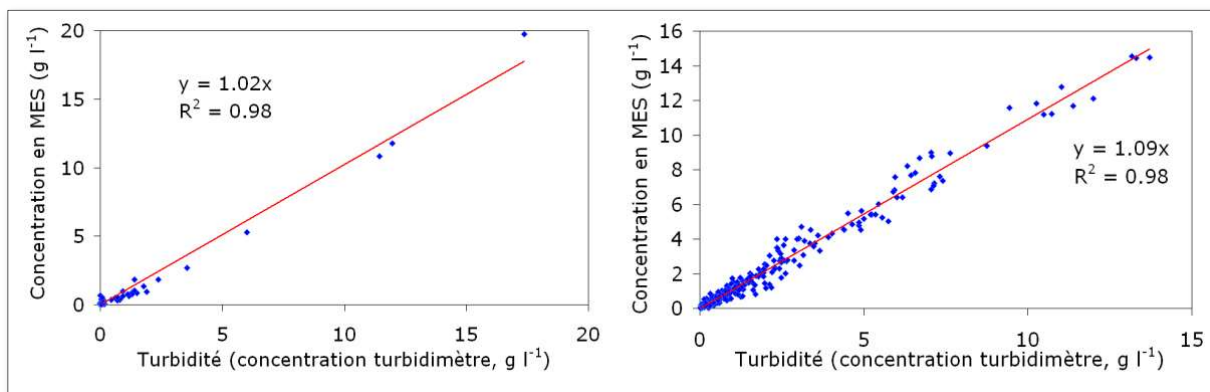 20
15
10
5
0
0
5
10
15
20
Concentration en MES (g l⁻¹)
Turbidité (concentration turbidimètre, g l⁻¹)
y = 1.02x
R² = 0.98
16
14
12
10
8
6
4
2
0
0
5
10
15
Concentration en MES (g l⁻¹)
Turbidité (concentration turbidimètre, g l⁻¹)
y = 1.09x
R² = 0.98